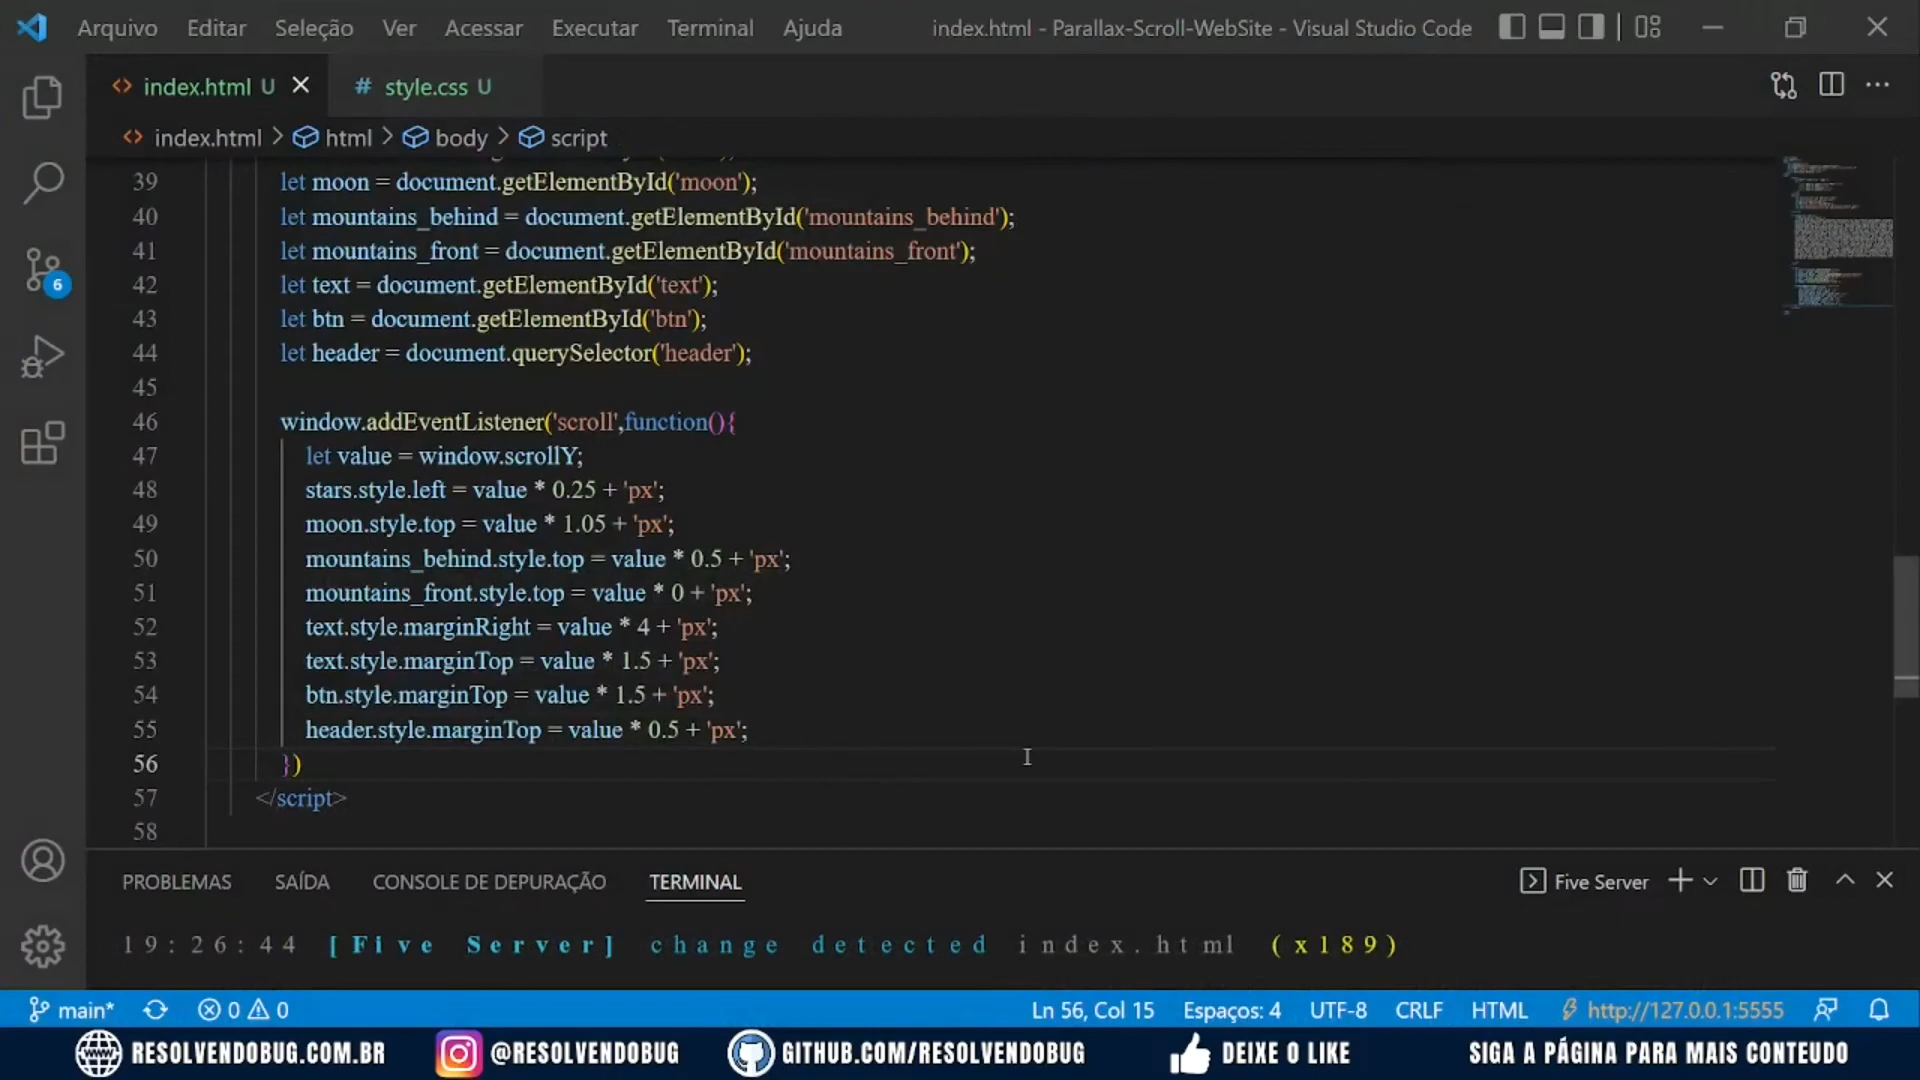 Arquivo Editar Seleção Ver Acessar Executar Terminal Ajuda index.html - Parallax-Scroll-WebSite - Visual Studio Code
index.html U # style.css U
index.html > html > body > script
39 let moon = document.getElementById('moon');
40 let mountains_behind = document.getElementById('mountains_behind');
41 let mountains_front = document.getElementById('mountains_front');
42 let text = document.getElementById('text');
43 let btn = document.getElementById('btn');
44 let header = document.querySelector('header');
45
46 window.addEventListener('scroll',function(){
47 let value = window.scrollY;
48 stars.style.left = value * 0.25 + 'px';
49 moon.style.top = value * 1.05 + 'px';
50 mountains_behind.style.top = value * 0.5 + 'px';
51 mountains_front.style.top = value * 0 + 'px';
52 text.style.marginRight = value * 4 + 'px';
53 text.style.marginTop = value * 1.5 + 'px';
54 btn.style.marginTop = value * 1.5 + 'px';
55 header.style.marginTop = value * 0.5 + 'px';
56 })
57 </script>
58
6
PROBLEMAS SAÍDA CONSOLE DE DEPURAÇÃO TERMINAL Five Server
19:26:44 [Five Server] change detected index.html (x189)
main* 0 0 Ln 56, Col 15 Espaços: 4 UTF-8 CRLF HTML http://127.0.0.1:5555
RESOLVENDOBUG.COM.BR @RESOLVENDOBUG GITHUB.COM/RESOLVENDOBUG DEIXE O LIKE SIGA A PÁGINA PARA MAIS CONTEUDO